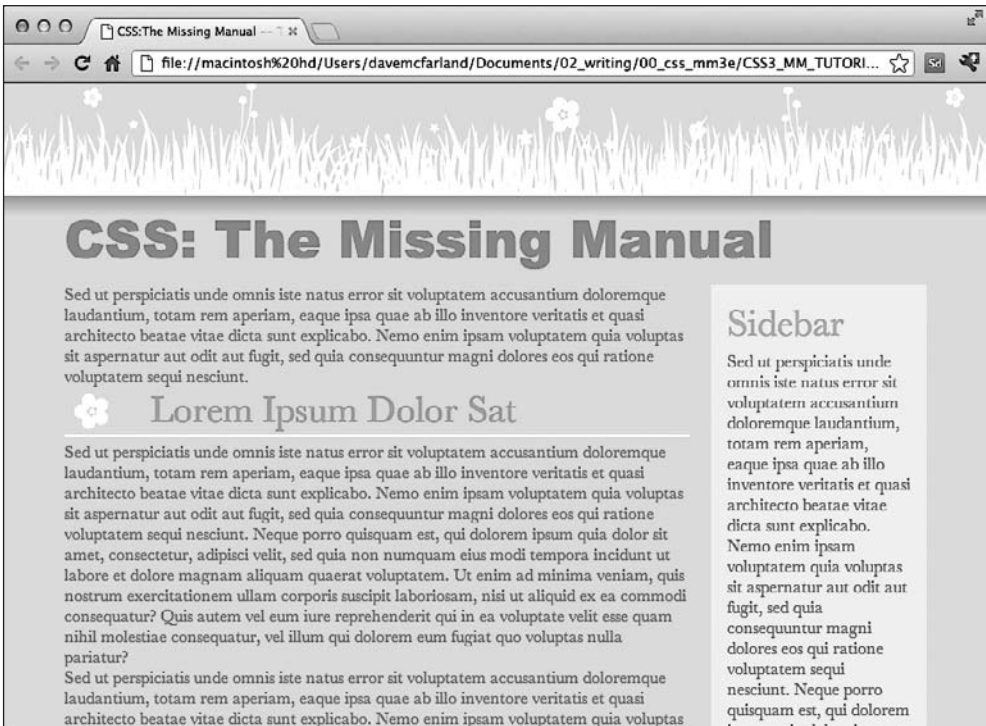 CSS:The Missing Manual --
file://macintosh%20hd/Users/davemcfarland/Documents/02_writing/00_css_mm3e/CSS3_MM_TUTORI...
Sd
CSS: The Missing Manual
Sed ut perspiciatis unde omnis iste natus error sit voluptatem accusantium doloremque
laudantium, totam rem aperiam, eaque ipsa quae ab illo inventore veritatis et quasi
architecto beatae vitae dicta sunt explicabo. Nemo enim ipsam voluptatem quia voluptas
sit aspernatur aut odit aut fugit, sed quia consequuntur magni dolores eos qui ratione
voluptatem sequi nesciunt.
Lorem Ipsum Dolor Sat
Sed ut perspiciatis unde omnis iste natus error sit voluptatem accusantium doloremque
laudantium, totam rem aperiam, eaque ipsa quae ab illo inventore veritatis et quasi
architecto beatae vitae dicta sunt explicabo. Nemo enim ipsam voluptatem quia voluptas
sit aspernatur aut odit aut fugit, sed quia consequuntur magni dolores eos qui ratione
voluptatem sequi nesciunt. Neque porro quisquam est, qui dolorem ipsum quia dolor sit
amet, consectetur, adipisci velit, sed quia non numquam eius modi tempora incidunt ut
labore et dolore magnam aliquam quaerat voluptatem. Ut enim ad minima veniam, quis
nostrum exercitationem ullam corporis suscipit laboriosam, nisi ut aliquid ex ea commodi
consequatur? Quis autem vel eum iure reprehenderit qui in ea voluptate velit esse quam
nihil molestiae consequatur, vel illum qui dolorem eum fugiat quo voluptas nulla
pariatur?
Sed ut perspiciatis unde omnis iste natus error sit voluptatem accusantium doloremque
laudantium, totam rem aperiam, eaque ipsa quae ab illo inventore veritatis et quasi
architecto beatae vitae dicta sunt explicabo. Nemo enim ipsam voluptatem quia voluptas
Sidebar
Sed ut perspiciatis unde
omnis iste natus error sit
voluptatem accusantium
doloremque laudantium,
totam rem aperiam,
eaque ipsa quae ab illo
inventore veritatis et quasi
architecto beatae vitae
dicta sunt explicabo.
Nemo enim ipsam
voluptatem quia voluptas
sit aspernatur aut odit aut
fugit, sed quia
consequuntur magni
dolores eos qui ratione
voluptatem sequi
nesciunt. Neque porro
quisquam est, qui dolorem